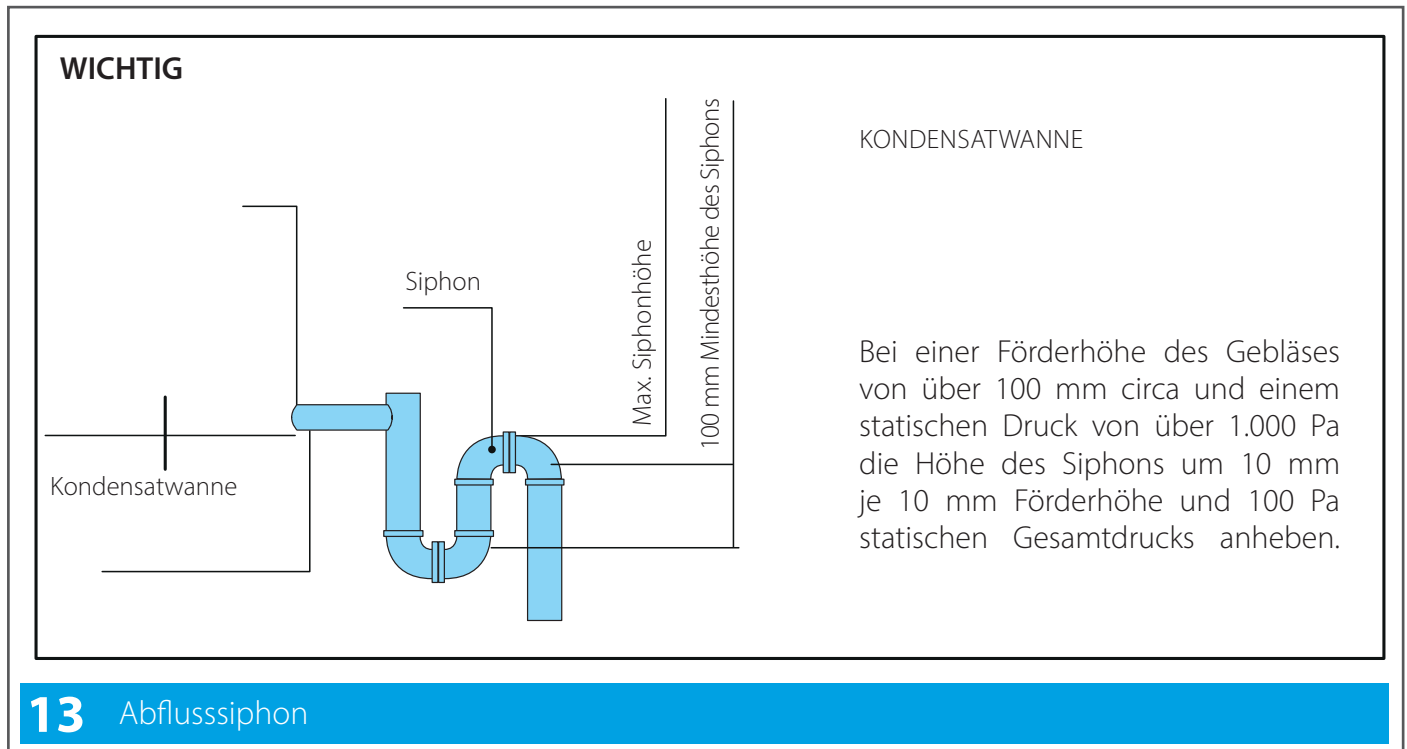 WICHTIG
KONDENSATWANNE
Siphon
Kondensatwanne
Max. Siphonhöhe
100 mm Mindesthöhe des Siphons
Bei einer Förderhöhe des Gebläses
von über 100 mm circa und einem
statischen Druck von über 1.000 Pa
die Höhe des Siphons um 10 mm
je 10 mm Förderhöhe und 100 Pa
statischen Gesamtdrucks anheben.
13 Abflusssiphon